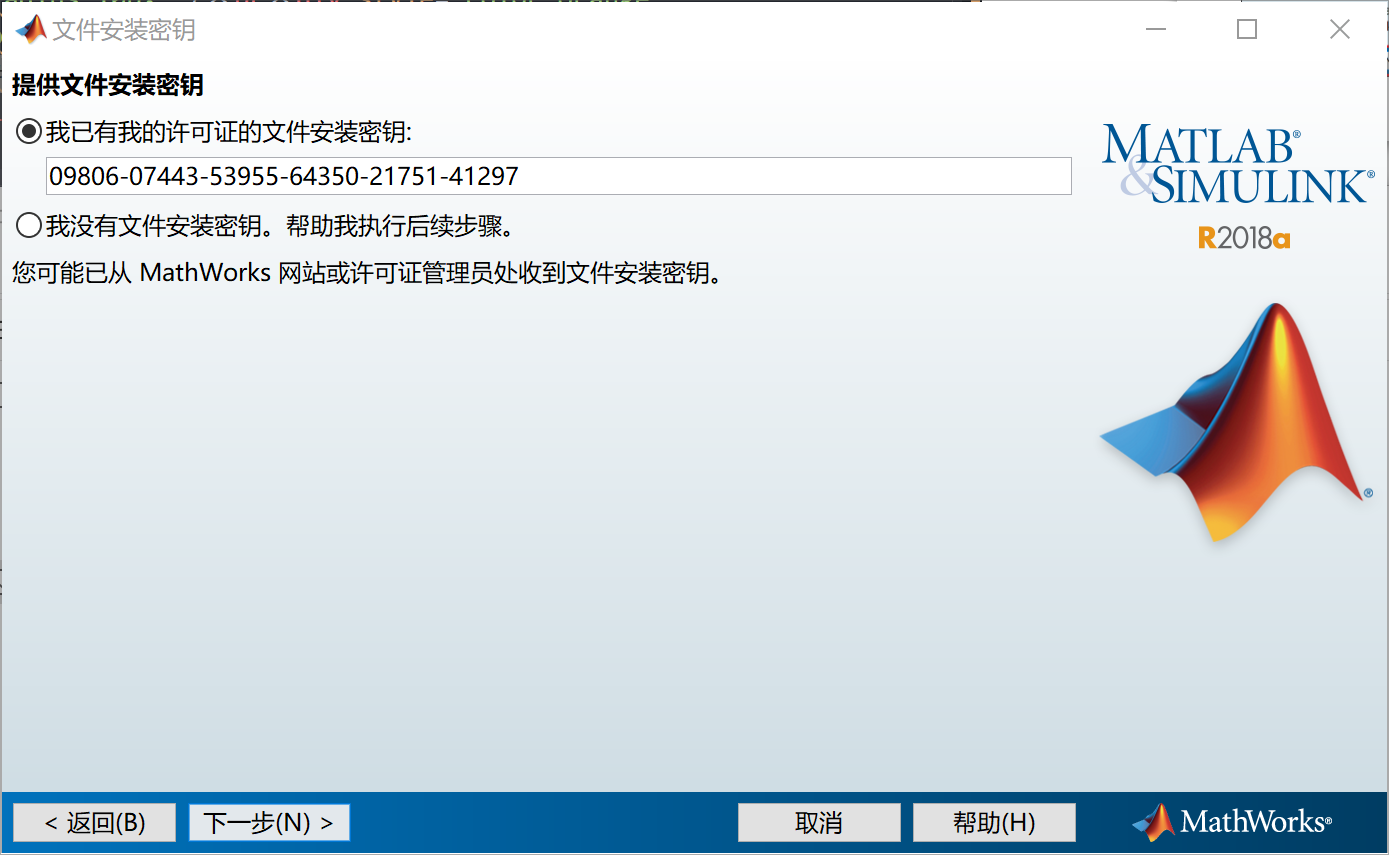 文件安装密钥
提供文件安装密钥
我已有我的许可证的文件安装密钥:
09806-07443-53955-64350-21751-41297
我没有文件安装密钥。帮助我执行后续步骤。
您可能已从 MathWorks 网站或许可证管理员处收到文件安装密钥。
MATLAB®
&SIMULINK®
R2018a
®
< 返回(B)
下一步(N) >
取消
帮助(H)
MathWorks®